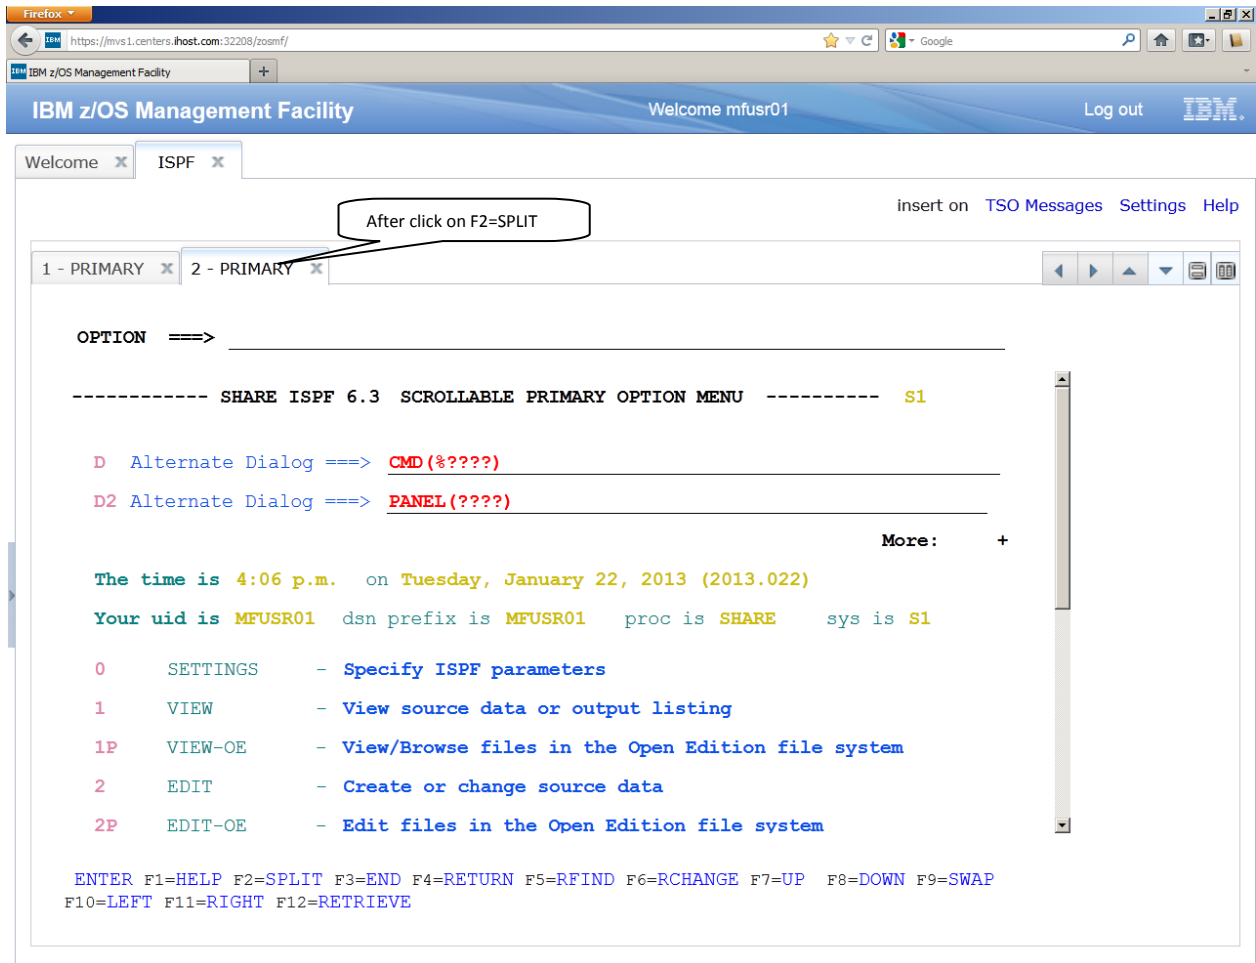 Firefox
https://mvs1.centers.ihost.com:32208/zosmf/
Google
IBM z/OS Management Facility
IBM z/OS Management Facility
Welcome mfusr01
Log out
IBM.
Welcome
ISPF
insert on TSO Messages Settings Help
After click on F2=SPLIT
1 - PRIMARY
2 - PRIMARY
OPTION ===>
------------ SHARE ISPF 6.3 SCROLLABLE PRIMARY OPTION MENU ---------- S1
D Alternate Dialog ===> CMD(%????)
D2 Alternate Dialog ===> PANEL(????)
More: +
The time is 4:06 p.m. on Tuesday, January 22, 2013 (2013.022)
Your uid is MFUSR01 dsn prefix is MFUSR01 proc is SHARE sys is S1
0 SETTINGS - Specify ISPF parameters
1 VIEW - View source data or output listing
1P VIEW-OE - View/Browse files in the Open Edition file system
2 EDIT - Create or change source data
2P EDIT-OE - Edit files in the Open Edition file system
ENTER F1=HELP F2=SPLIT F3=END F4=RETURN F5=RFIND F6=RCHANGE F7=UP F8=DOWN F9=SWAP
F10=LEFT F11=RIGHT F12=RETRIEVE